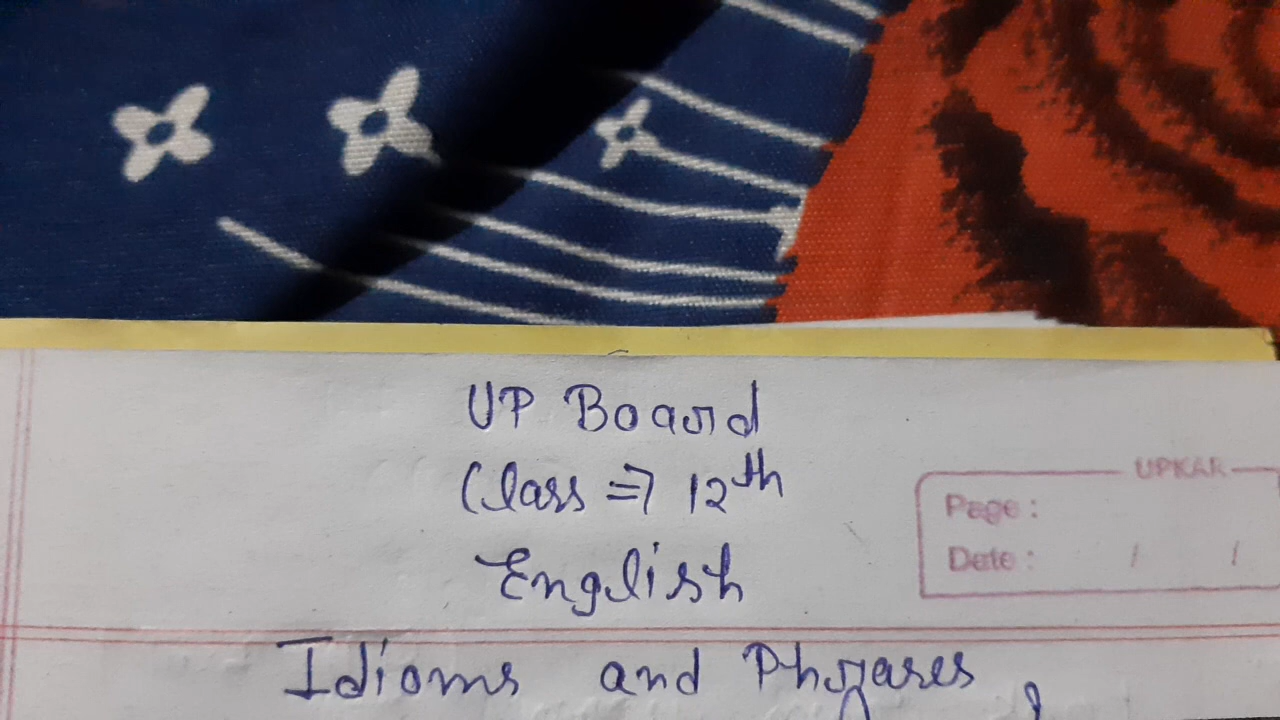 UP Board
Class ⇒ 12th
English
UPKAR
Page :
Date : / /
Idioms and Phrases